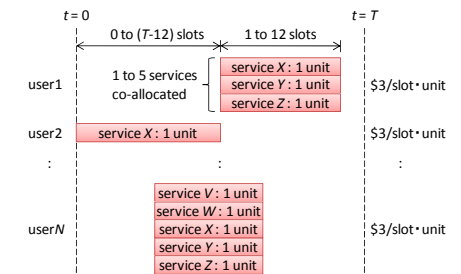 t = 0
t = T
0 to (T-12) slots
1 to 12 slots
user1
1 to 5 services
co-allocated
service X : 1 unit
service Y : 1 unit
service Z : 1 unit
$3/slot・unit
user2
service X : 1 unit
$3/slot・unit
:
:
:
userN
service V : 1 unit
service W : 1 unit
service X : 1 unit
service Y : 1 unit
service Z : 1 unit
$3/slot・unit